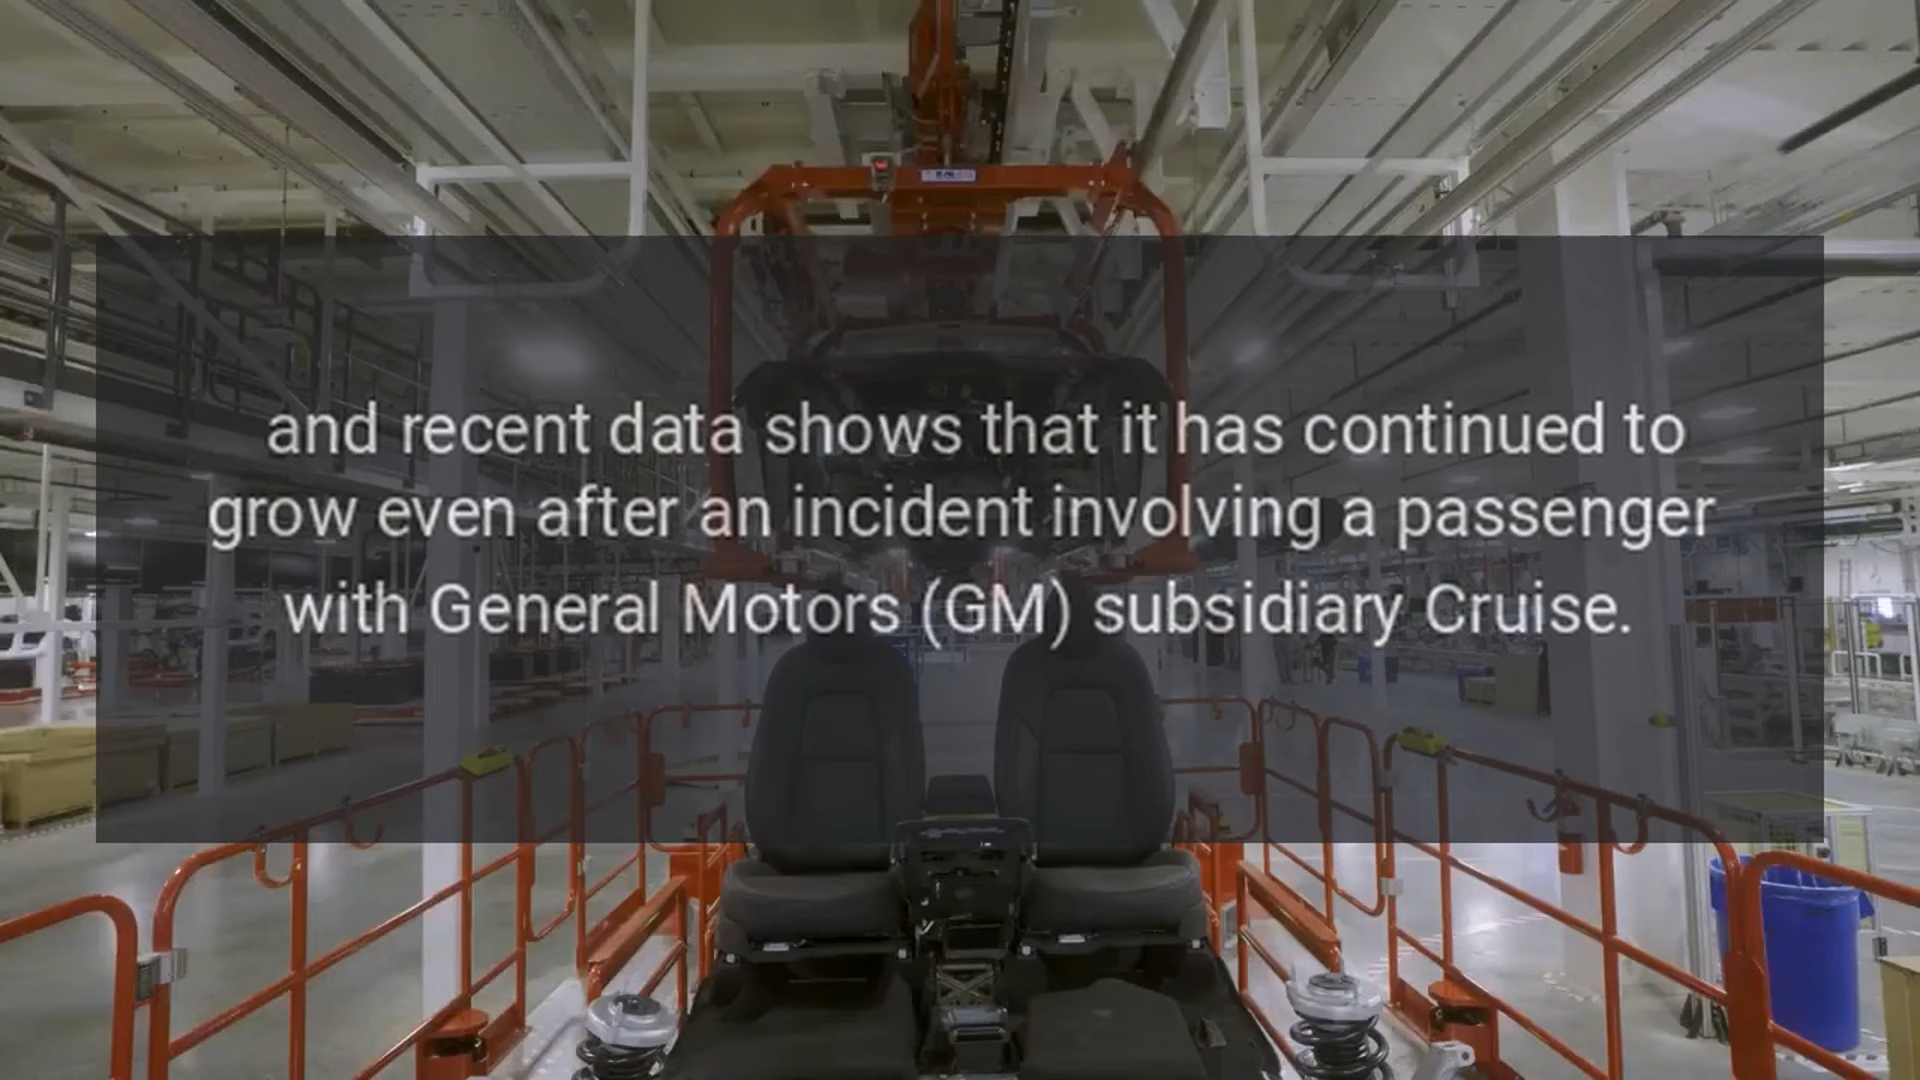 and recent data shows that it has continued to
grow even after an incident involving a passenger
with General Motors (GM) subsidiary Cruise.